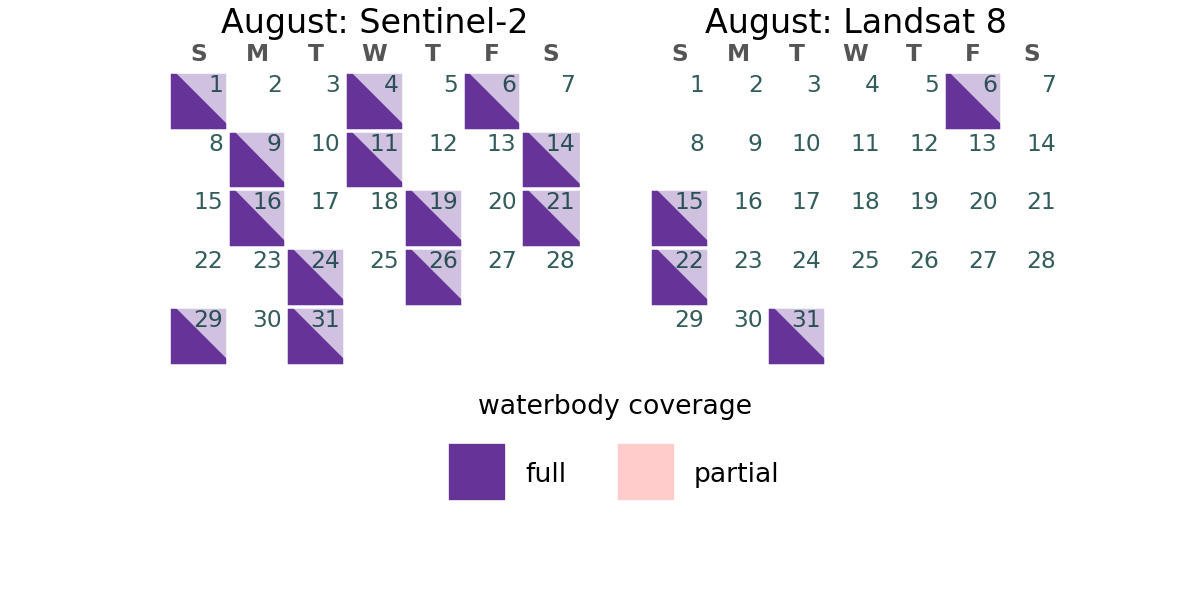 August: Sentinel-2
S M T W T F S
1 2 3 4 5 6 7
8 9 10 11 12 13 14
15 16 17 18 19 20 21
22 23 24 25 26 27 28
29 30 31
August: Landsat 8
S M T W T F S
1 2 3 4 5 6 7
8 9 10 11 12 13 14
15 16 17 18 19 20 21
22 23 24 25 26 27 28
29 30 31
waterbody coverage
full partial